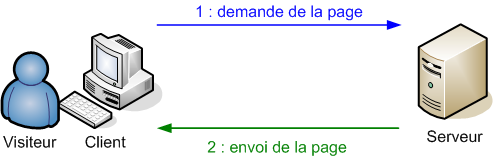 1 : demande de la page
Visiteur
Client
Serveur
2 : envoi de la page